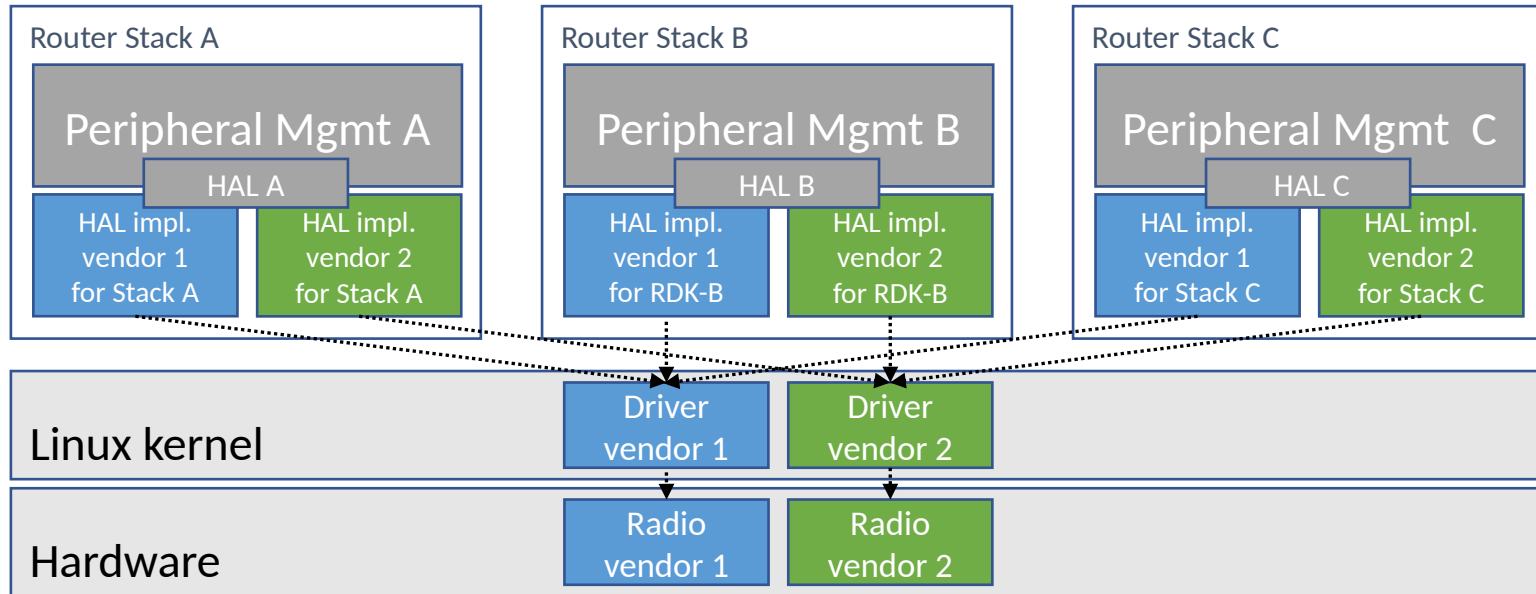 Router Stack A
Peripheral Mgmt A
HAL A
HAL impl.
vendor 1
for Stack A
HAL impl.
vendor 2
for Stack A
Router Stack B
Peripheral Mgmt B
HAL B
HAL impl.
vendor 1
for RDK-B
HAL impl.
vendor 2
for RDK-B
Router Stack C
Peripheral Mgmt C
HAL C
HAL impl.
vendor 1
for Stack C
HAL impl.
vendor 2
for Stack C
Linux kernel
Driver
vendor 1
Driver
vendor 2
Hardware
Radio
vendor 1
Radio
vendor 2